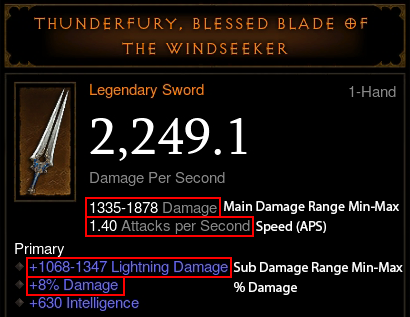 THUNDERFURY, BLESSED BLADE OF
THE WINDSEEKER
Legendary Sword
1-Hand
2,249.1
Damage Per Second
1335-1878 Damage Main Damage Range Min-Max
1.40 Attacks per Second Speed (APS)
Primary
+1068-1347 Lightning Damage Sub Damage Range Min-Max
+8% Damage % Damage
+630 Intelligence